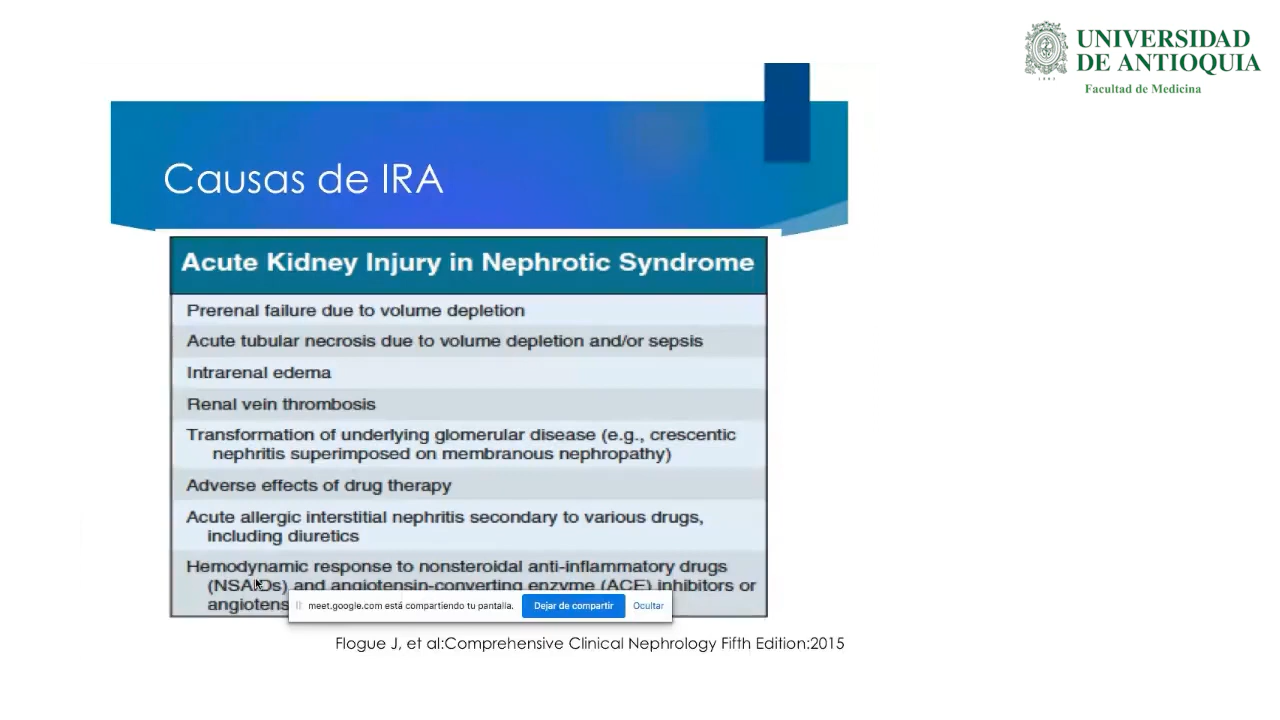 UNIVERSIDAD
DE ANTIOQUIA
1803
Facultad de Medicina
Causas de IRA
Acute Kidney Injury in Nephrotic Syndrome
Prerenal failure due to volume depletion
Acute tubular necrosis due to volume depletion and/or sepsis
Intrarenal edema
Renal vein thrombosis
Transformation of underlying glomerular disease (e.g., crescentic
nephritis superimposed on membranous nephropathy)
Adverse effects of drug therapy
Acute allergic interstitial nephritis secondary to various drugs,
including diuretics
Hemodynamic response to nonsteroidal anti-inflammatory drugs
(NSAIDs) and angiotensin-converting enzyme (ACE) inhibitors or
angiotens
meet.google.com está compartiendo tu pantalla.
Dejar de compartir
Ocultar
Flogue J, et al:Comprehensive Clinical Nephrology Fifth Edition:2015